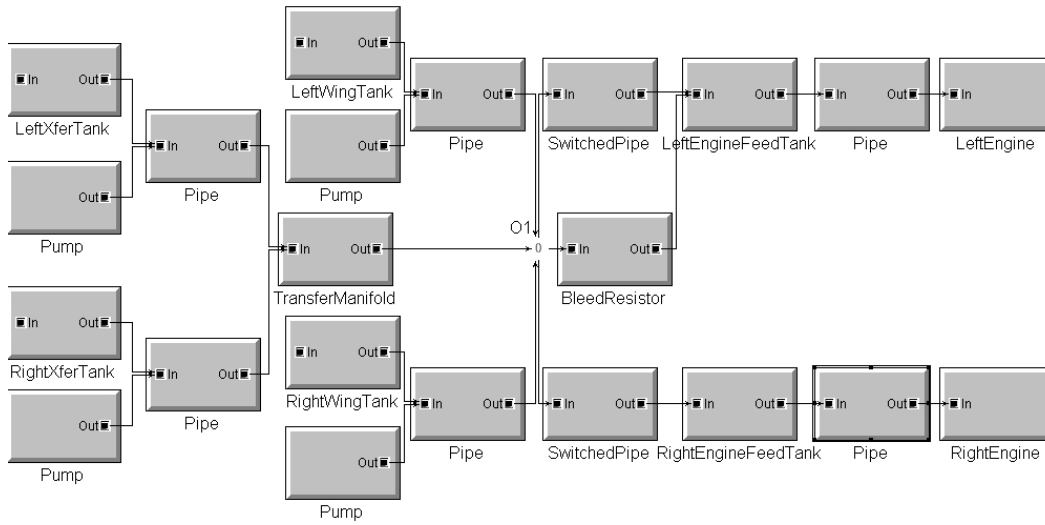 In Out
LeftXferTank
Out
Pump
In Out
Pipe
In Out
LeftWingTank
Out
Pump
In Out
Pipe
In Out
SwitchedPipe
In Out
LeftEngineFeedTank
In Out
Pipe
In
LeftEngine
In Out
TransferManifold
O1
0
In Out
BleedResistor
In Out
RightXferTank
Out
Pump
In Out
Pipe
In Out
RightWingTank
Out
Pump
In Out
Pipe
In Out
SwitchedPipe
In Out
RightEngineFeedTank
In Out
Pipe
In
RightEngine